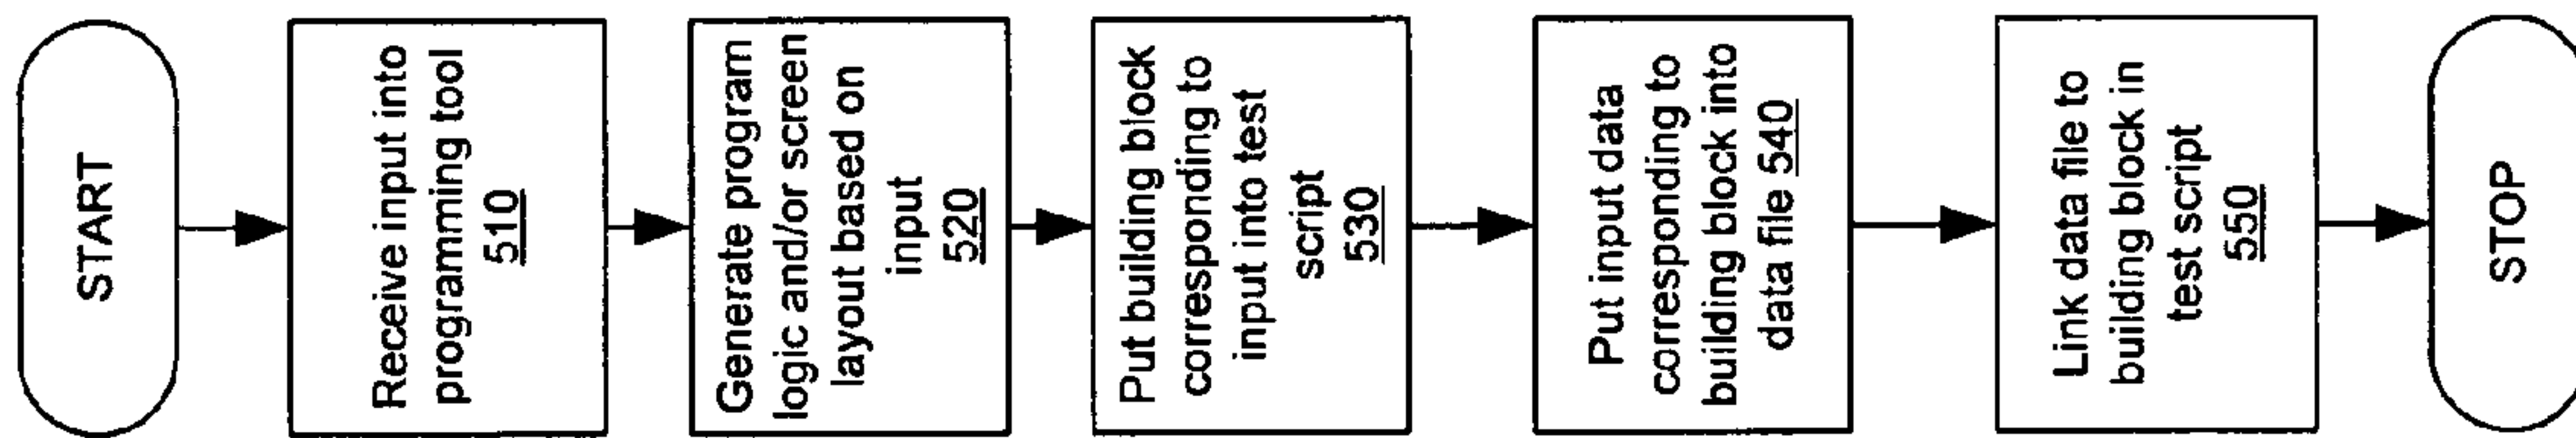 START
Receive input into
programming tool
510
Generate program
logic and/or screen
layout based on
input
520
Put building block
corresponding to
input into test
script
530
Put input data
corresponding to
building block into
data file 540
Link data file to
building block in
test script
550
STOP